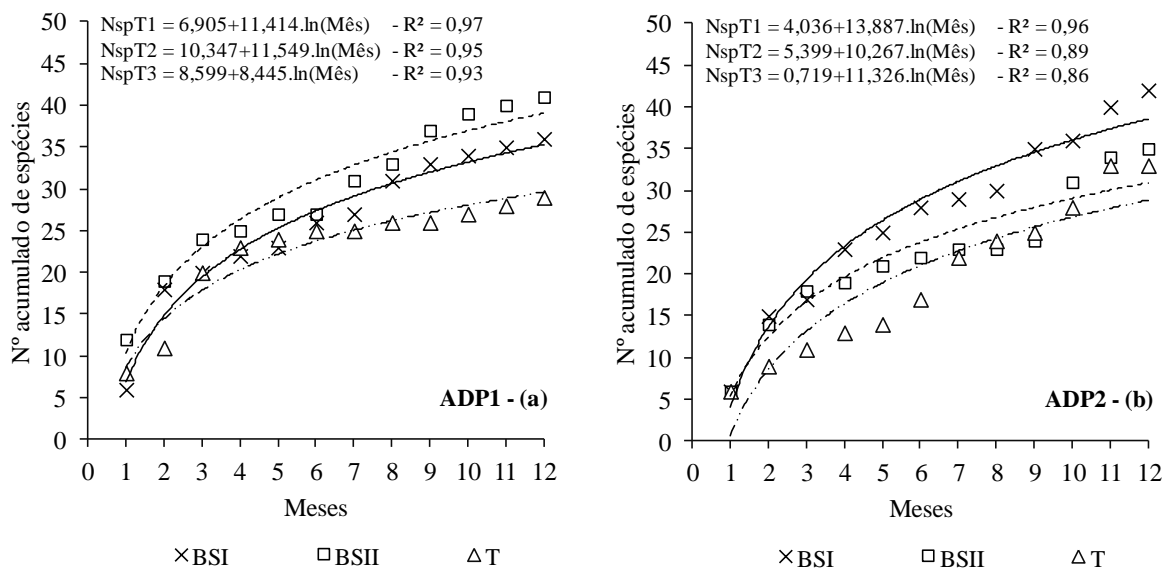 NspT1 = 6,905+11,414.ln(Mês) - R² = 0,97
NspT2 = 10,347+11,549.ln(Mês) - R² = 0,95
NspT3 = 8,599+8,445.ln(Mês) - R² = 0,93
50
45
40
35
30
25
20
15
10
5
0
Nº acumulado de espécies
ADP1 - (a)
0 1 2 3 4 5 6 7 8 9 10 11 12
Meses
BSI BSII T
NspT1 = 4,036+13,887.ln(Mês) - R² = 0,96
NspT2 = 5,399+10,267.ln(Mês) - R² = 0,89
NspT3 = 0,719+11,326.ln(Mês) - R² = 0,86
50
45
40
35
30
25
20
15
10
5
0
Nº acumulado de espécies
ADP2 - (b)
0 1 2 3 4 5 6 7 8 9 10 11 12
Meses
BSI BSII T